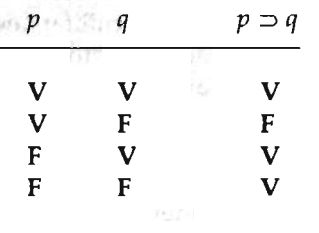 p q p ⊃ q
V V V
V F F
F V V
F F V